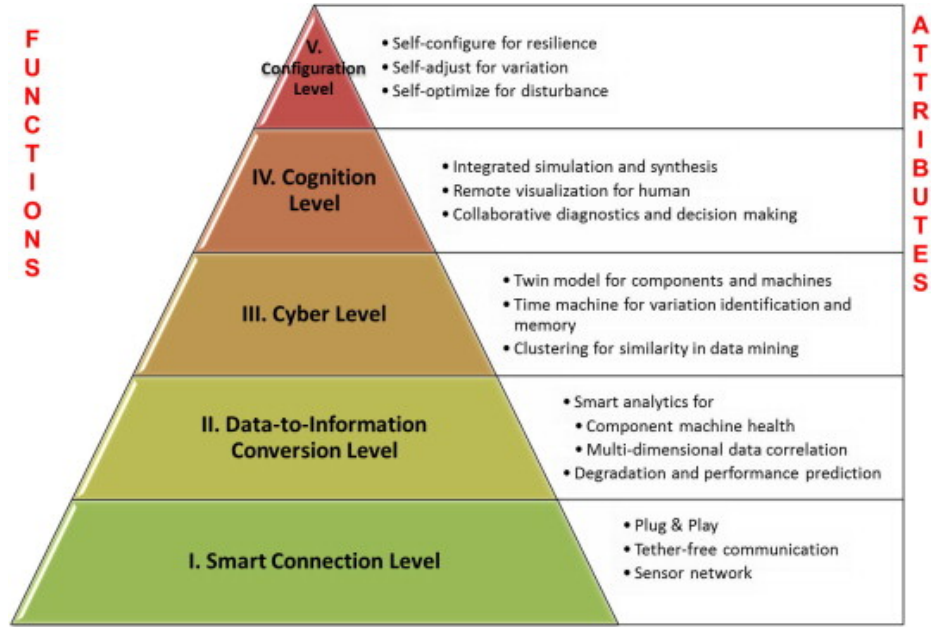 FUNCTIONS
ATTRIBUTES
V.
Configuration
Level
• Self-configure for resilience
• Self-adjust for variation
• Self-optimize for disturbance
IV. Cognition
Level
• Integrated simulation and synthesis
• Remote visualization for human
• Collaborative diagnostics and decision making
III. Cyber Level
• Twin model for components and machines
• Time machine for variation identification and
memory
• Clustering for similarity in data mining
II. Data-to-Information
Conversion Level
• Smart analytics for
• Component machine health
• Multi-dimensional data correlation
• Degradation and performance prediction
I. Smart Connection Level
• Plug & Play
• Tether-free communication
• Sensor network